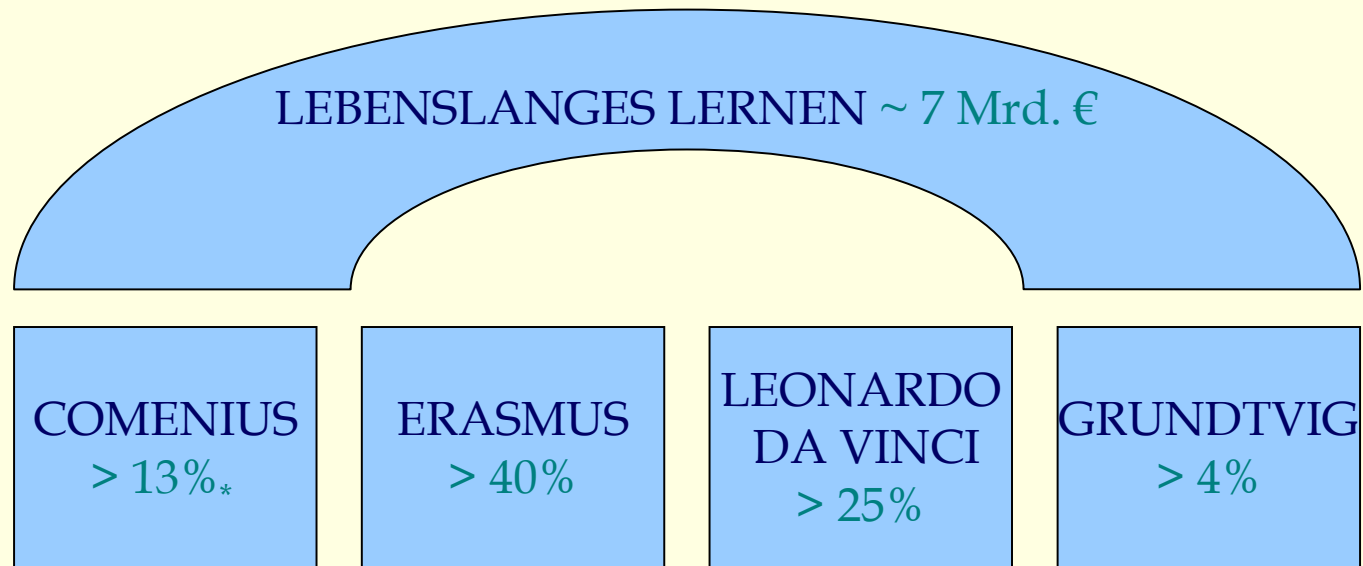 LEBENSLANGES LERNEN ~ 7 Mrd. €
COMENIUS
> 13%*
ERASMUS
> 40%
LEONARDO
DA VINCI
> 25%
GRUNDTVIG
> 4%